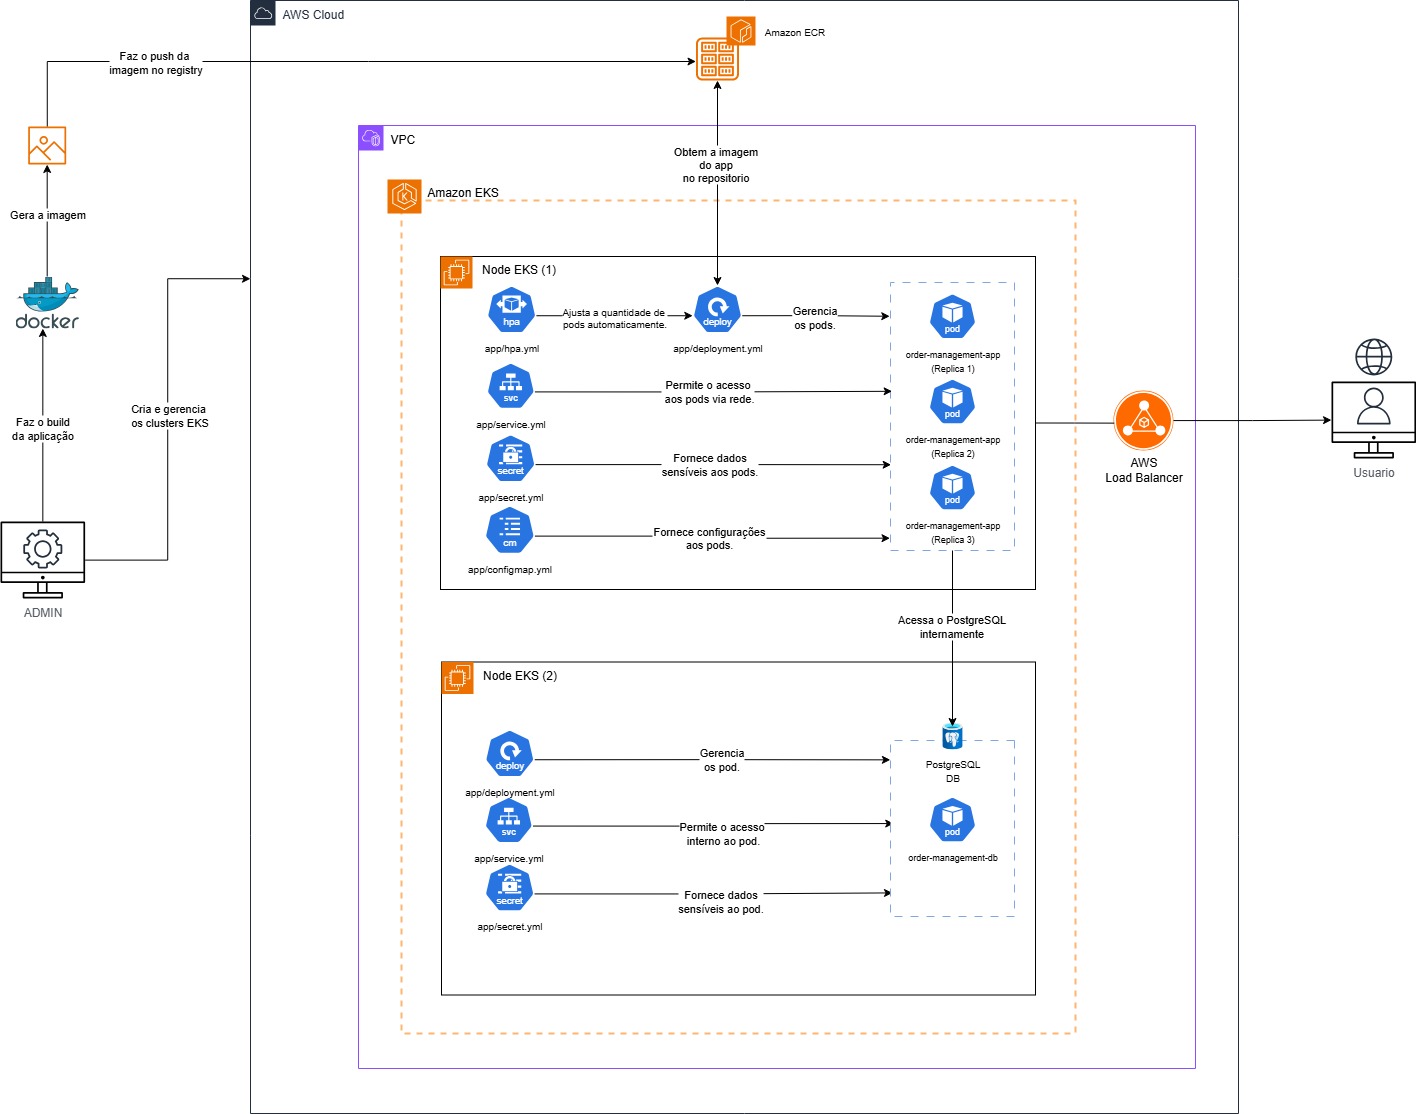 AWS Cloud
Amazon ECR
Faz o push da
imagem no registry
VPC
Obtem a imagem
do app
no repositorio
Amazon EKS
Gera a imagem
docker
Node EKS (1)
hpa
Ajusta a quantidade de
pods automaticamente.
deploy
Gerencia
os pods.
pod
app/hpa.yml
app/deployment.yml
order-management-app
(Replica 1)
svc
Permite o acesso
aos pods via rede.
pod
app/service.yml
order-management-app
(Replica 2)
secret
Fornece dados
sensíveis aos pods.
pod
app/secret.yml
cm
Fornece configurações
aos pods.
order-management-app
(Replica 3)
app/configmap.yml
Faz o build
da aplicação
Cria e gerencia
os clusters EKS
AWS
Load Balancer
Usuario
ADMIN
Acessa o PostgreSQL
internamente
Node EKS (2)
deploy
Gerencia
os pod.
PostgreSQL
DB
app/deployment.yml
svc
Permite o acesso
interno ao pod.
pod
app/service.yml
order-management-db
secret
Fornece dados
sensíveis ao pod.
app/secret.yml